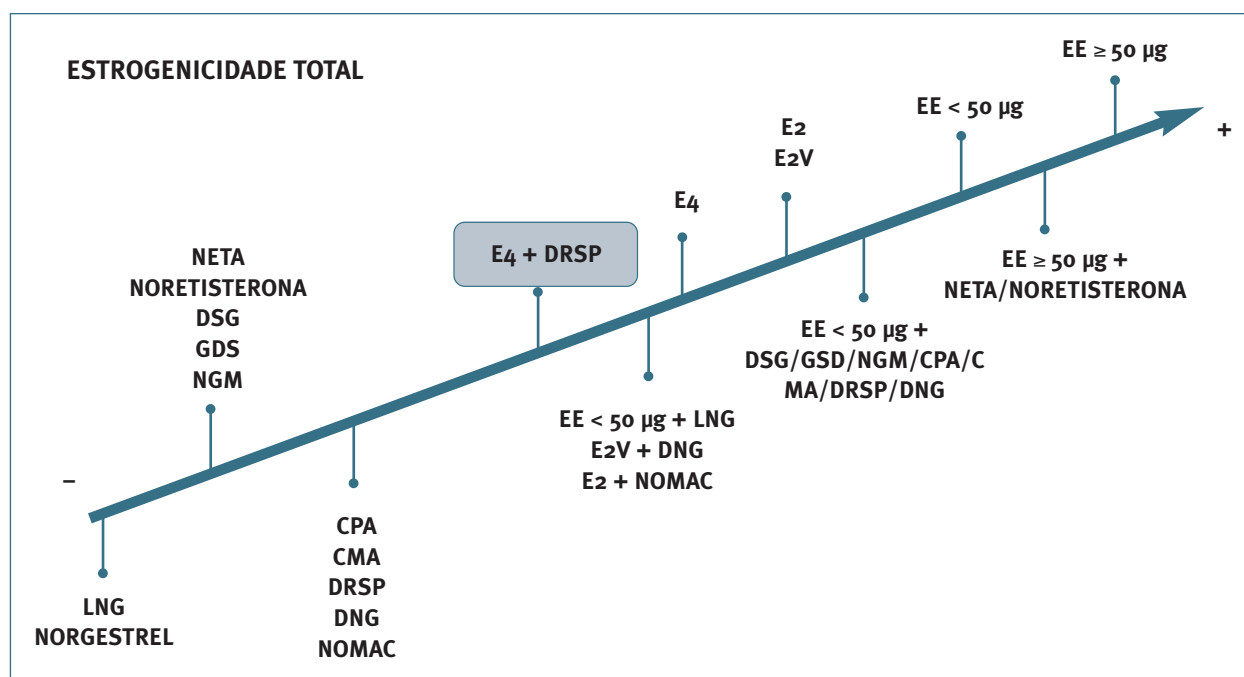 ESTROGENICIDADE TOTAL
EE ≥ 50 µg
+
EE < 50 µg
E2
E2V
E4
E4 + DRSP
NETA
NORETISTERONA
DSG
GDS
NGM
EE ≥ 50 µg +
NETA/NORETISTERONA
EE < 50 µg +
DSG/GSD/NGM/CPA/C
MA/DRSP/DNG
EE < 50 µg + LNG
E2V + DNG
E2 + NOMAC
–
CPA
CMA
DRSP
DNG
NOMAC
LNG
NORGESTREL